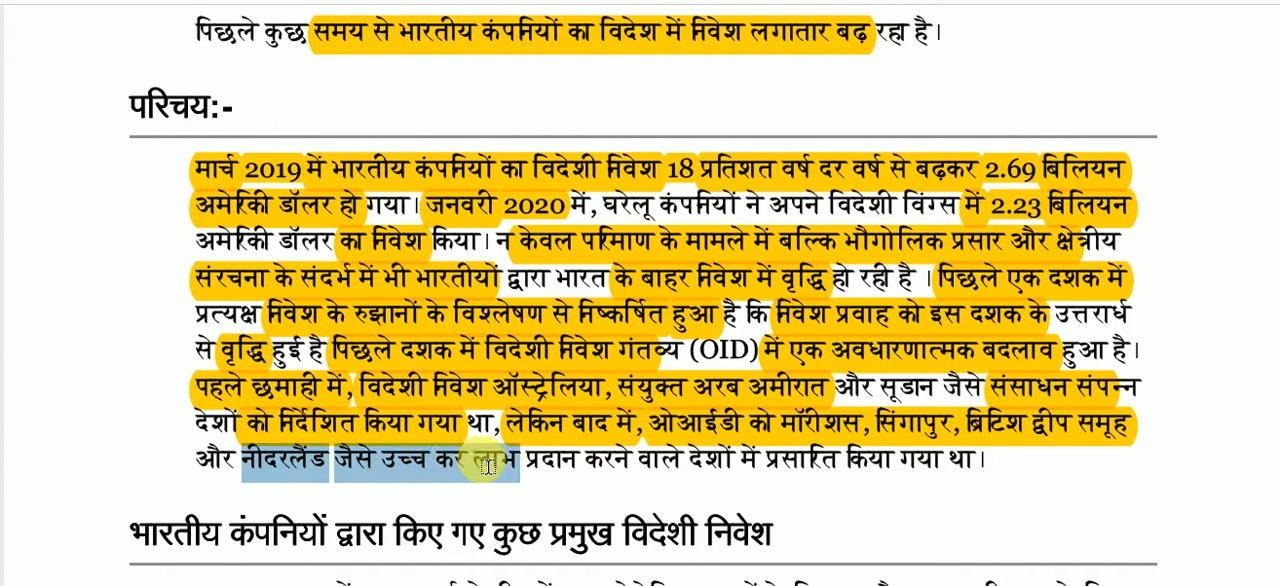 पिछले कुछ समय से भारतीय कंपनियों का विदेश में निवेश लगातार बढ़ रहा है।
परिचय:-
मार्च 2019 में भारतीय कंपनियों का विदेशी निवेश 18 प्रतिशत वर्ष दर वर्ष से बढ़कर 2.69 बिलियन
अमेरिकी डॉलर हो गया। जनवरी 2020 में, घरेलू कंपनियों ने अपने विदेशी विंग्स में 2.23 बिलियन
अमेरिकी डॉलर का निवेश किया। न केवल परिमाण के मामले में बल्कि भौगोलिक प्रसार और क्षेत्रीय
संरचना के संदर्भ में भी भारतीयों द्वारा भारत के बाहर निवेश में वृद्धि हो रही है । पिछले एक दशक में
प्रत्यक्ष निवेश के रुझानों के विश्लेषण से निष्कर्षित हुआ है कि निवेश प्रवाह को इस दशक के उत्तरार्ध
से वृद्धि हुई है पिछले दशक में विदेशी निवेश गंतव्य (OID) में एक अवधारणात्मक बदलाव हुआ है।
पहले छमाही में, विदेशी निवेश ऑस्ट्रेलिया, संयुक्त अरब अमीरात और सूडान जैसे संसाधन संपन्न
देशों को निर्देशित किया गया था, लेकिन बाद में, ओआईडी को मॉरीशस, सिंगापुर, ब्रिटिश द्वीप समूह
और नीदरलैंड जैसे उच्च कर लाभ प्रदान करने वाले देशों में प्रसारित किया गया था।
भारतीय कंपनियों द्वारा किए गए कुछ प्रमुख विदेशी निवेश